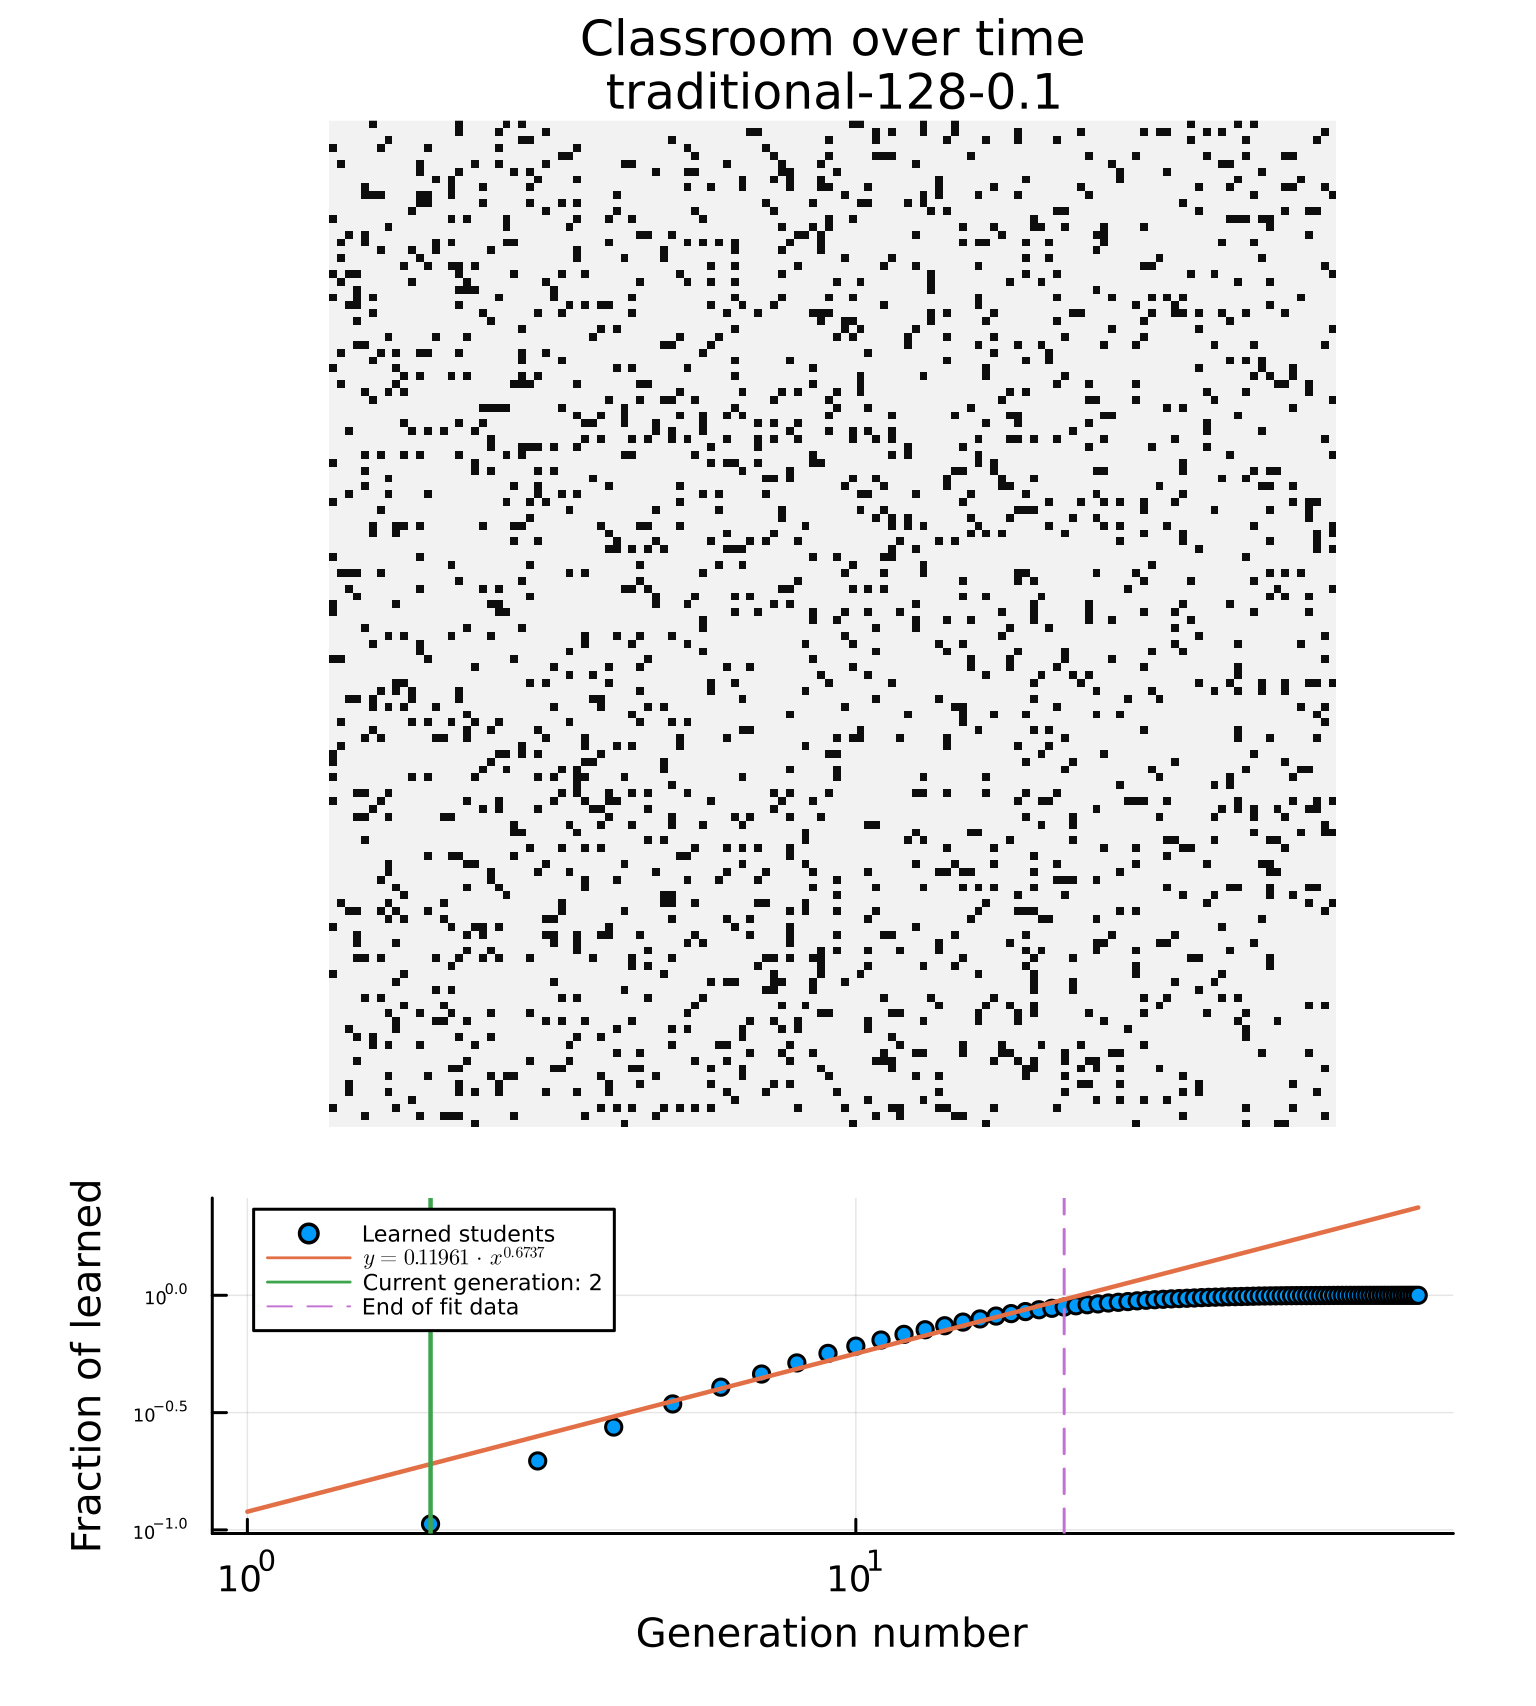 Classroom over time
traditional-128-0.1
Fraction of learned
10^0.0
10^−0.5
10^−1.0
Learned students
y = 0.11961 · x^0.6737
Current generation: 2
End of fit data
10^0
10^1
Generation number